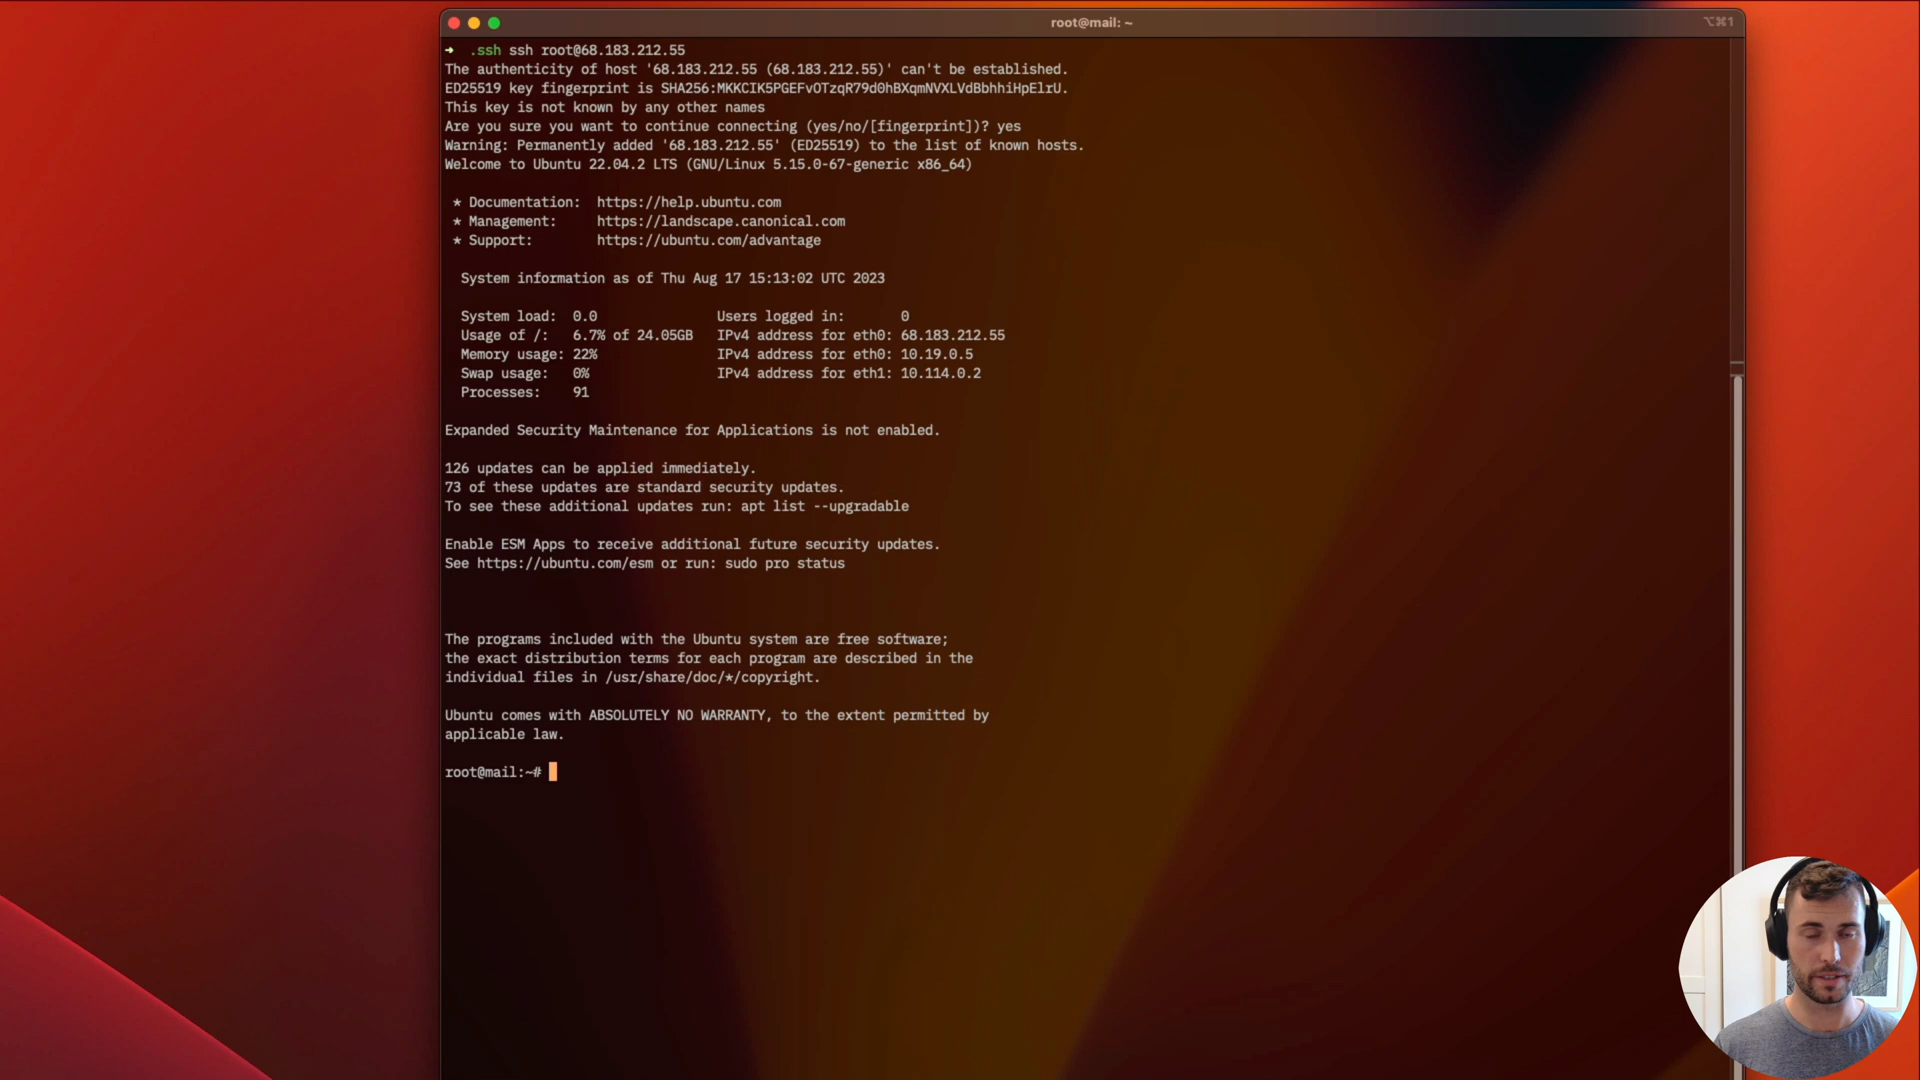 root@mail: ~
⌥⌘1
→ .ssh ssh root@68.183.212.55
The authenticity of host '68.183.212.55 (68.183.212.55)' can't be established.
ED25519 key fingerprint is SHA256:MKKCIK5PGEFvOTzqR79d0hBXqmNVXLVdBbhhiHpElrU.
This key is not known by any other names
Are you sure you want to continue connecting (yes/no/[fingerprint])? yes
Warning: Permanently added '68.183.212.55' (ED25519) to the list of known hosts.
Welcome to Ubuntu 22.04.2 LTS (GNU/Linux 5.15.0-67-generic x86_64)
* Documentation: https://help.ubuntu.com
* Management: https://landscape.canonical.com
* Support: https://ubuntu.com/advantage
System information as of Thu Aug 17 15:13:02 UTC 2023
System load: 0.0 Users logged in: 0
Usage of /: 6.7% of 24.05GB IPv4 address for eth0: 68.183.212.55
Memory usage: 22% IPv4 address for eth0: 10.19.0.5
Swap usage: 0% IPv4 address for eth1: 10.114.0.2
Processes: 91
Expanded Security Maintenance for Applications is not enabled.
126 updates can be applied immediately.
73 of these updates are standard security updates.
To see these additional updates run: apt list --upgradable
Enable ESM Apps to receive additional future security updates.
See https://ubuntu.com/esm or run: sudo pro status
The programs included with the Ubuntu system are free software;
the exact distribution terms for each program are described in the
individual files in /usr/share/doc/*/copyright.
Ubuntu comes with ABSOLUTELY NO WARRANTY, to the extent permitted by
applicable law.
root@mail:~#